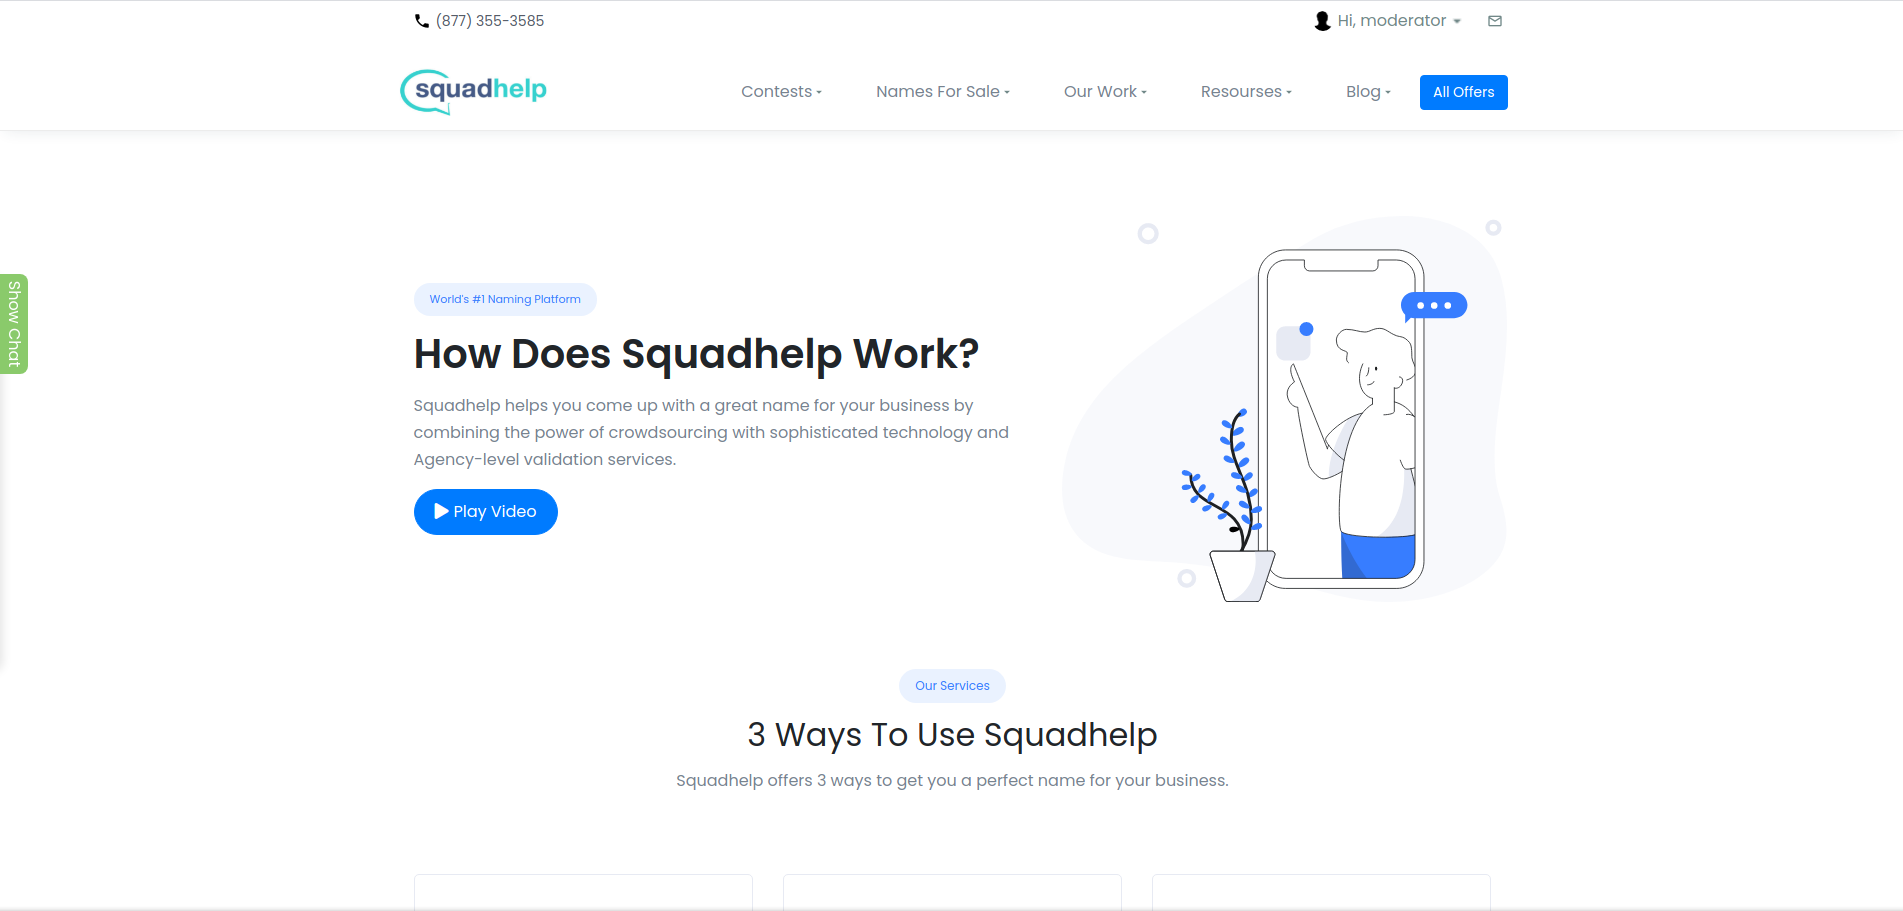 (877) 355-3585
Hi, moderator
squadhelp
Contests
Names For Sale
Our Work
Resourses
Blog
All Offers
Show Chat
World's #1 Naming Platform
How Does Squadhelp Work?
Squadhelp helps you come up with a great name for your business by
combining the power of crowdsourcing with sophisticated technology and
Agency-level validation services.
Play Video
Our Services
3 Ways To Use Squadhelp
Squadhelp offers 3 ways to get you a perfect name for your business.